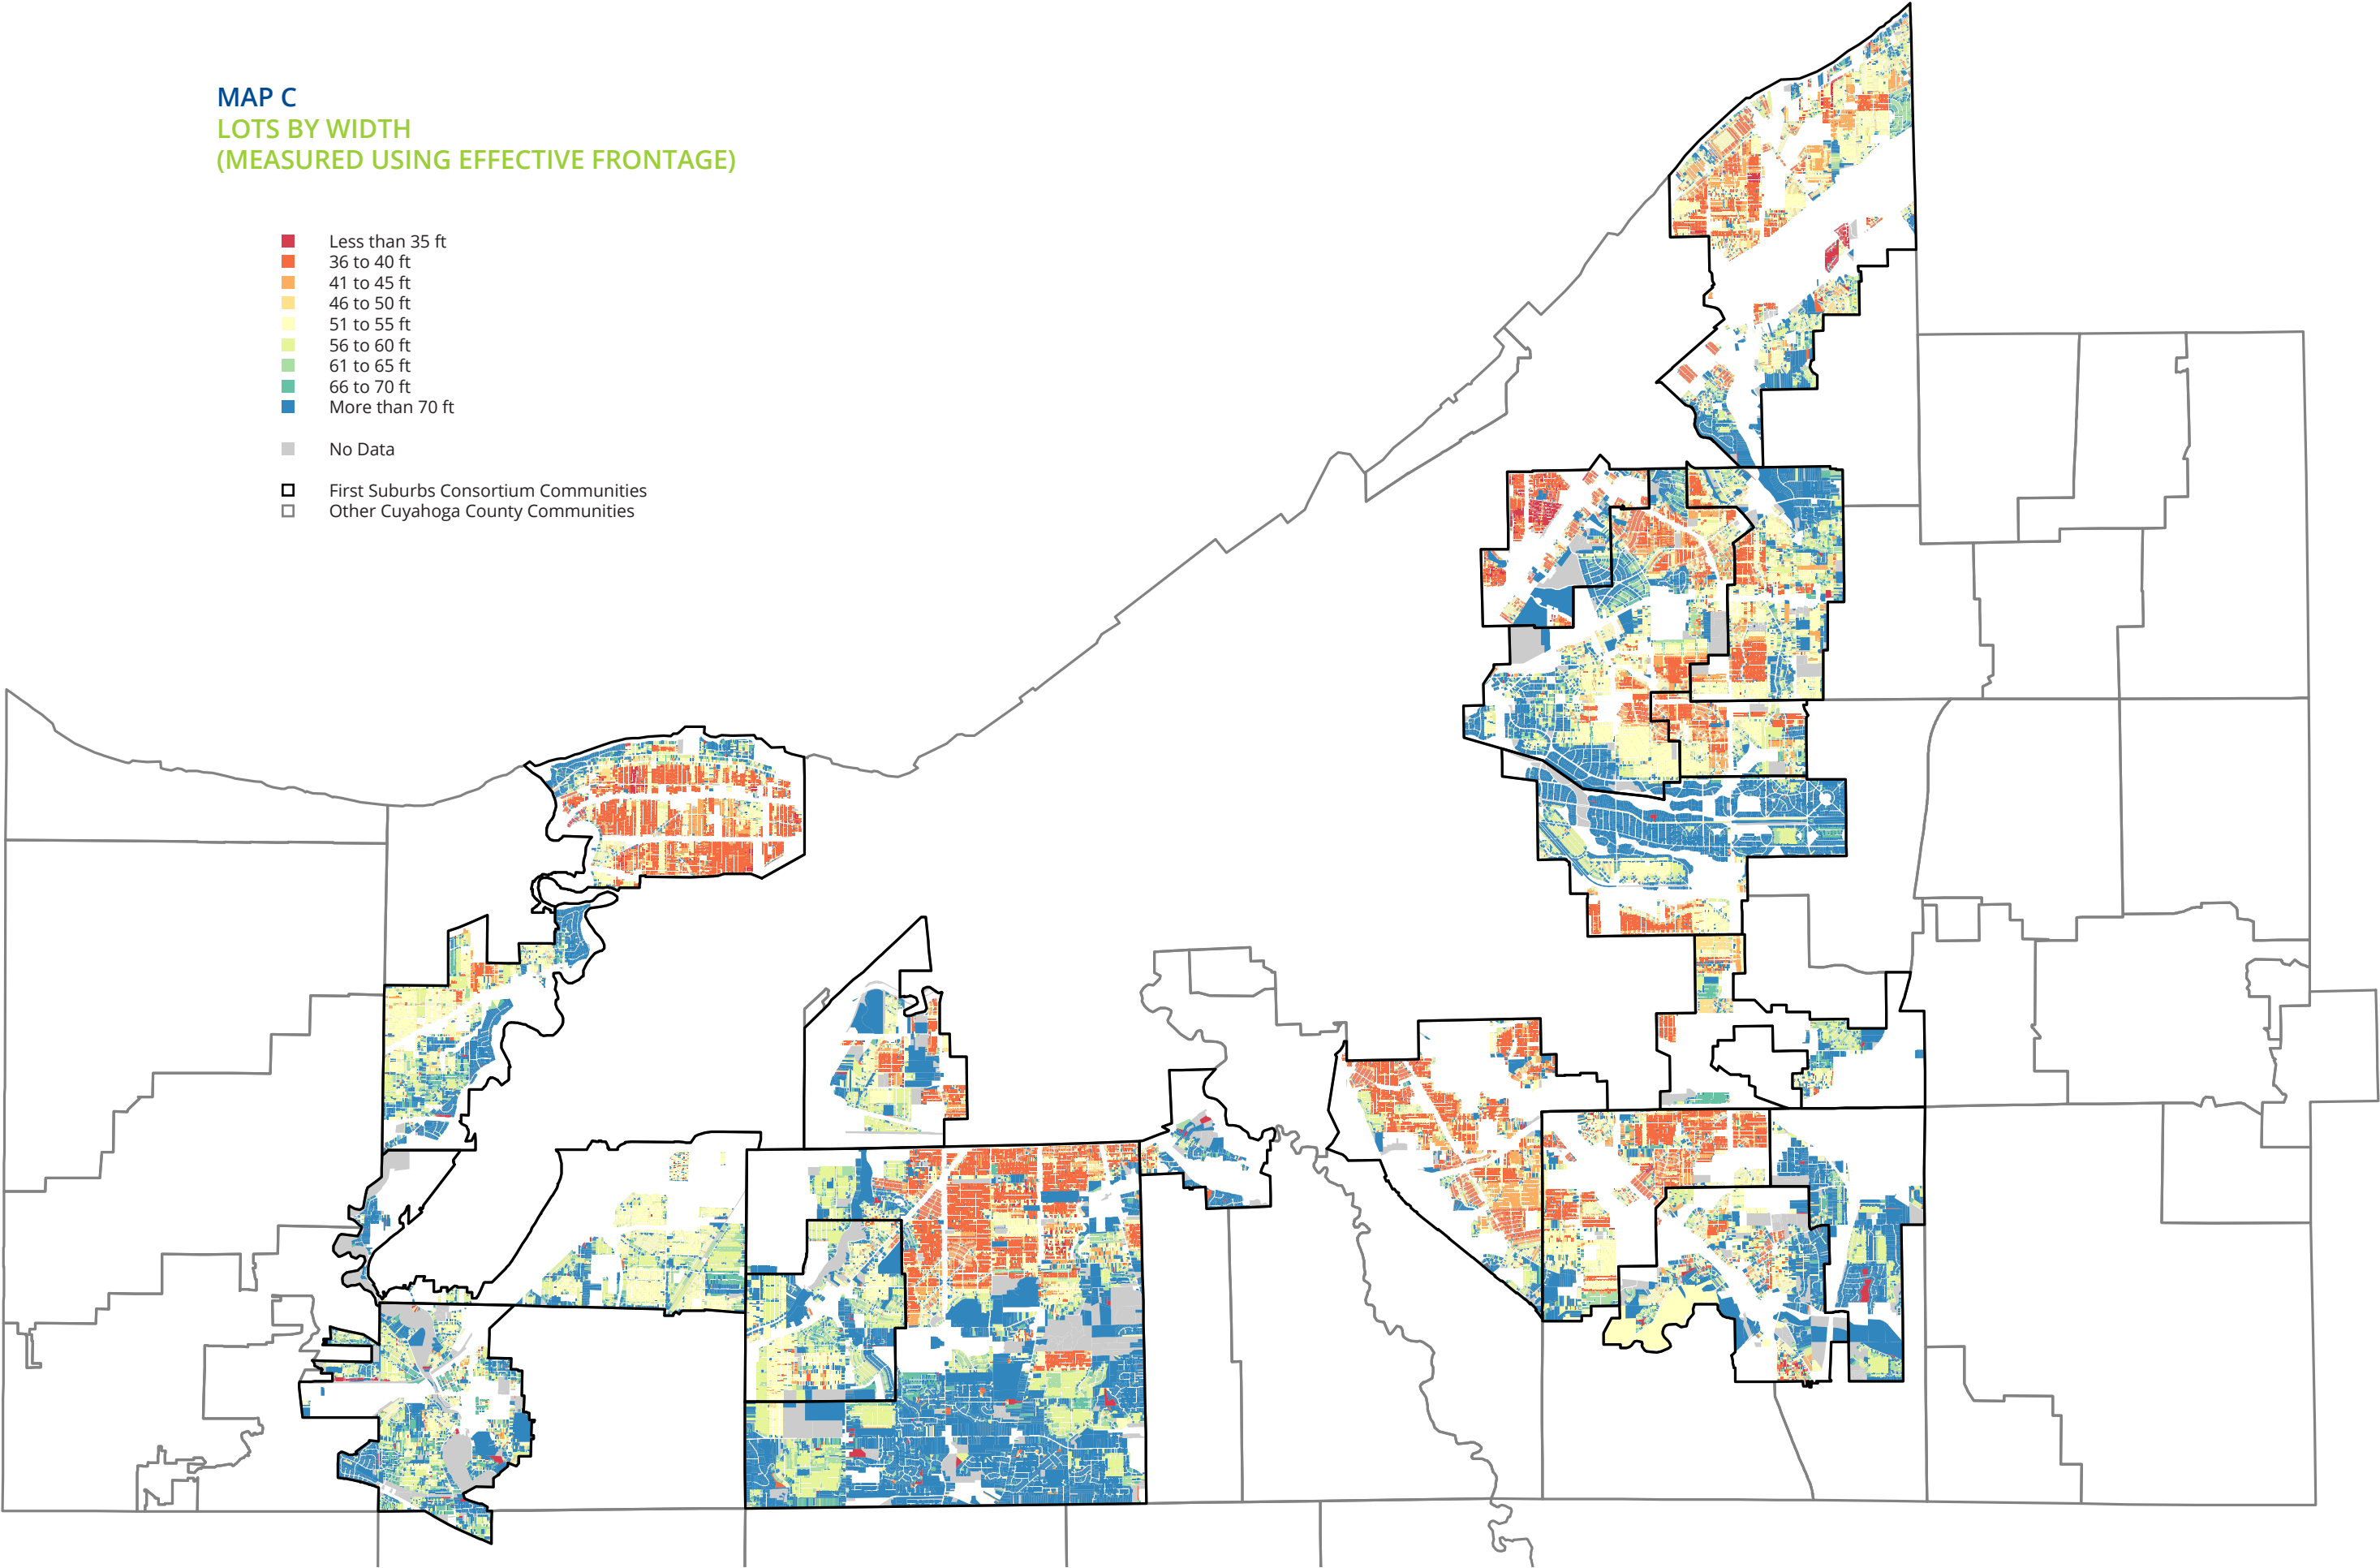 MAP C
LOTS BY WIDTH
(MEASURED USING EFFECTIVE FRONTAGE)
Less than 35 ft
36 to 40 ft
41 to 45 ft
46 to 50 ft
51 to 55 ft
56 to 60 ft
61 to 65 ft
66 to 70 ft
More than 70 ft
No Data
First Suburbs Consortium Communities
Other Cuyahoga County Communities